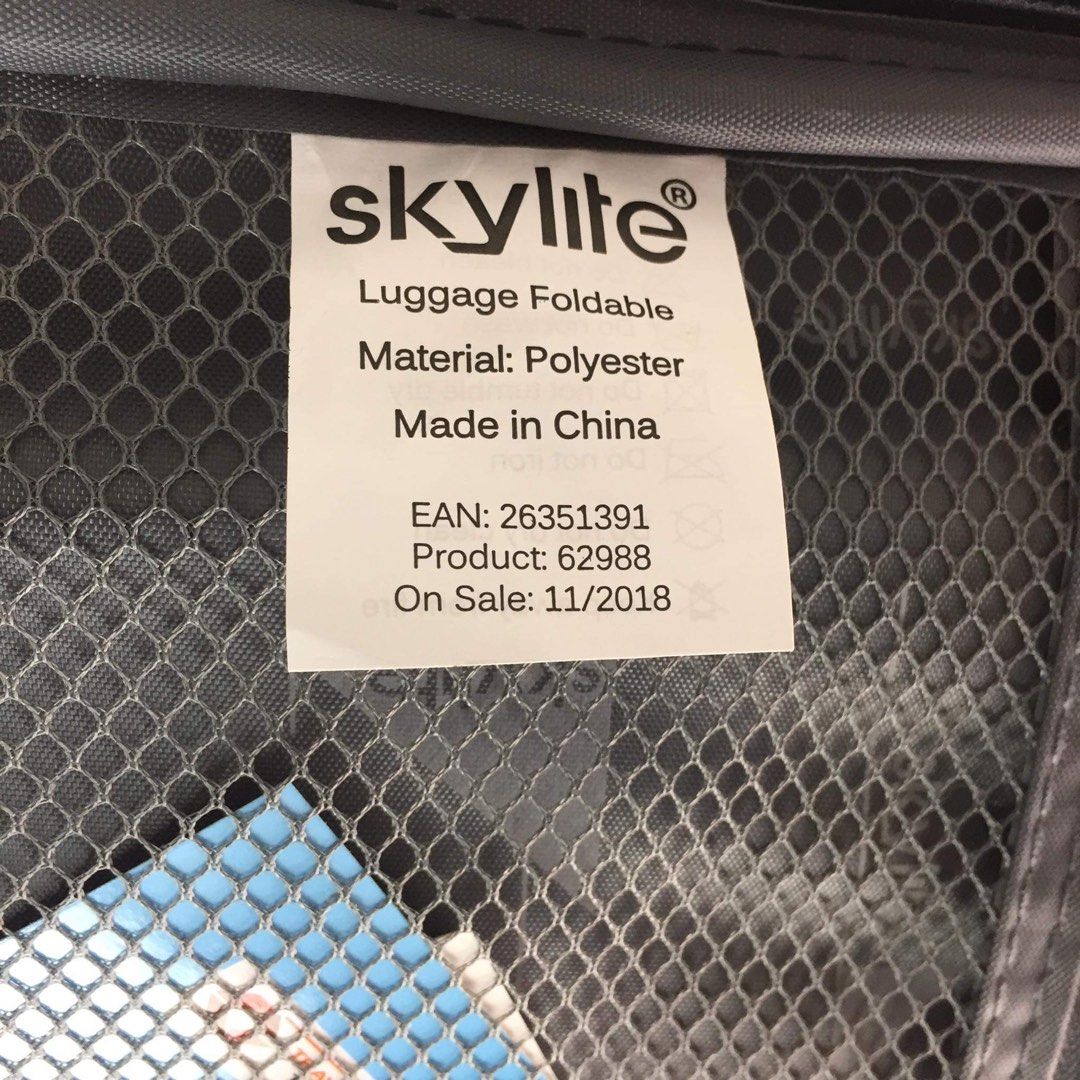 skylite®
Luggage Foldable
Material: Polyester
Made in China
EAN: 26351391
Product: 62988
On Sale: 11/2018